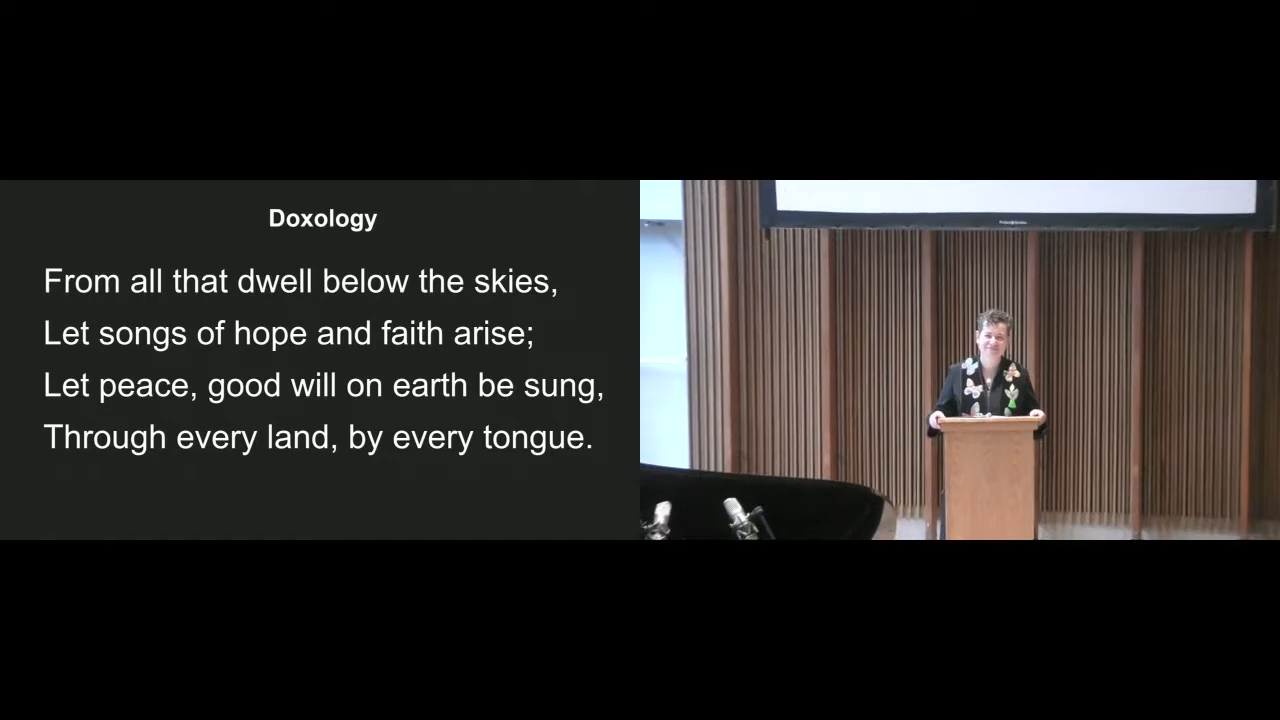 Doxology
From all that dwell below the skies,
Let songs of hope and faith arise;
Let peace, good will on earth be sung,
Through every land, by every tongue.